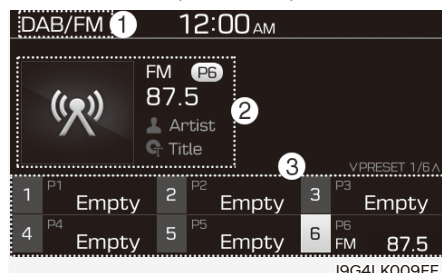 DAB/FM 1 12:00 AM
FM P6
87.5
Artist
Title
2
3
∨PRESET 1/6∧
1 P1 Empty 2 P2 Empty 3 P3 Empty
4 P4 Empty 5 P5 Empty 6 P6 FM 87.5